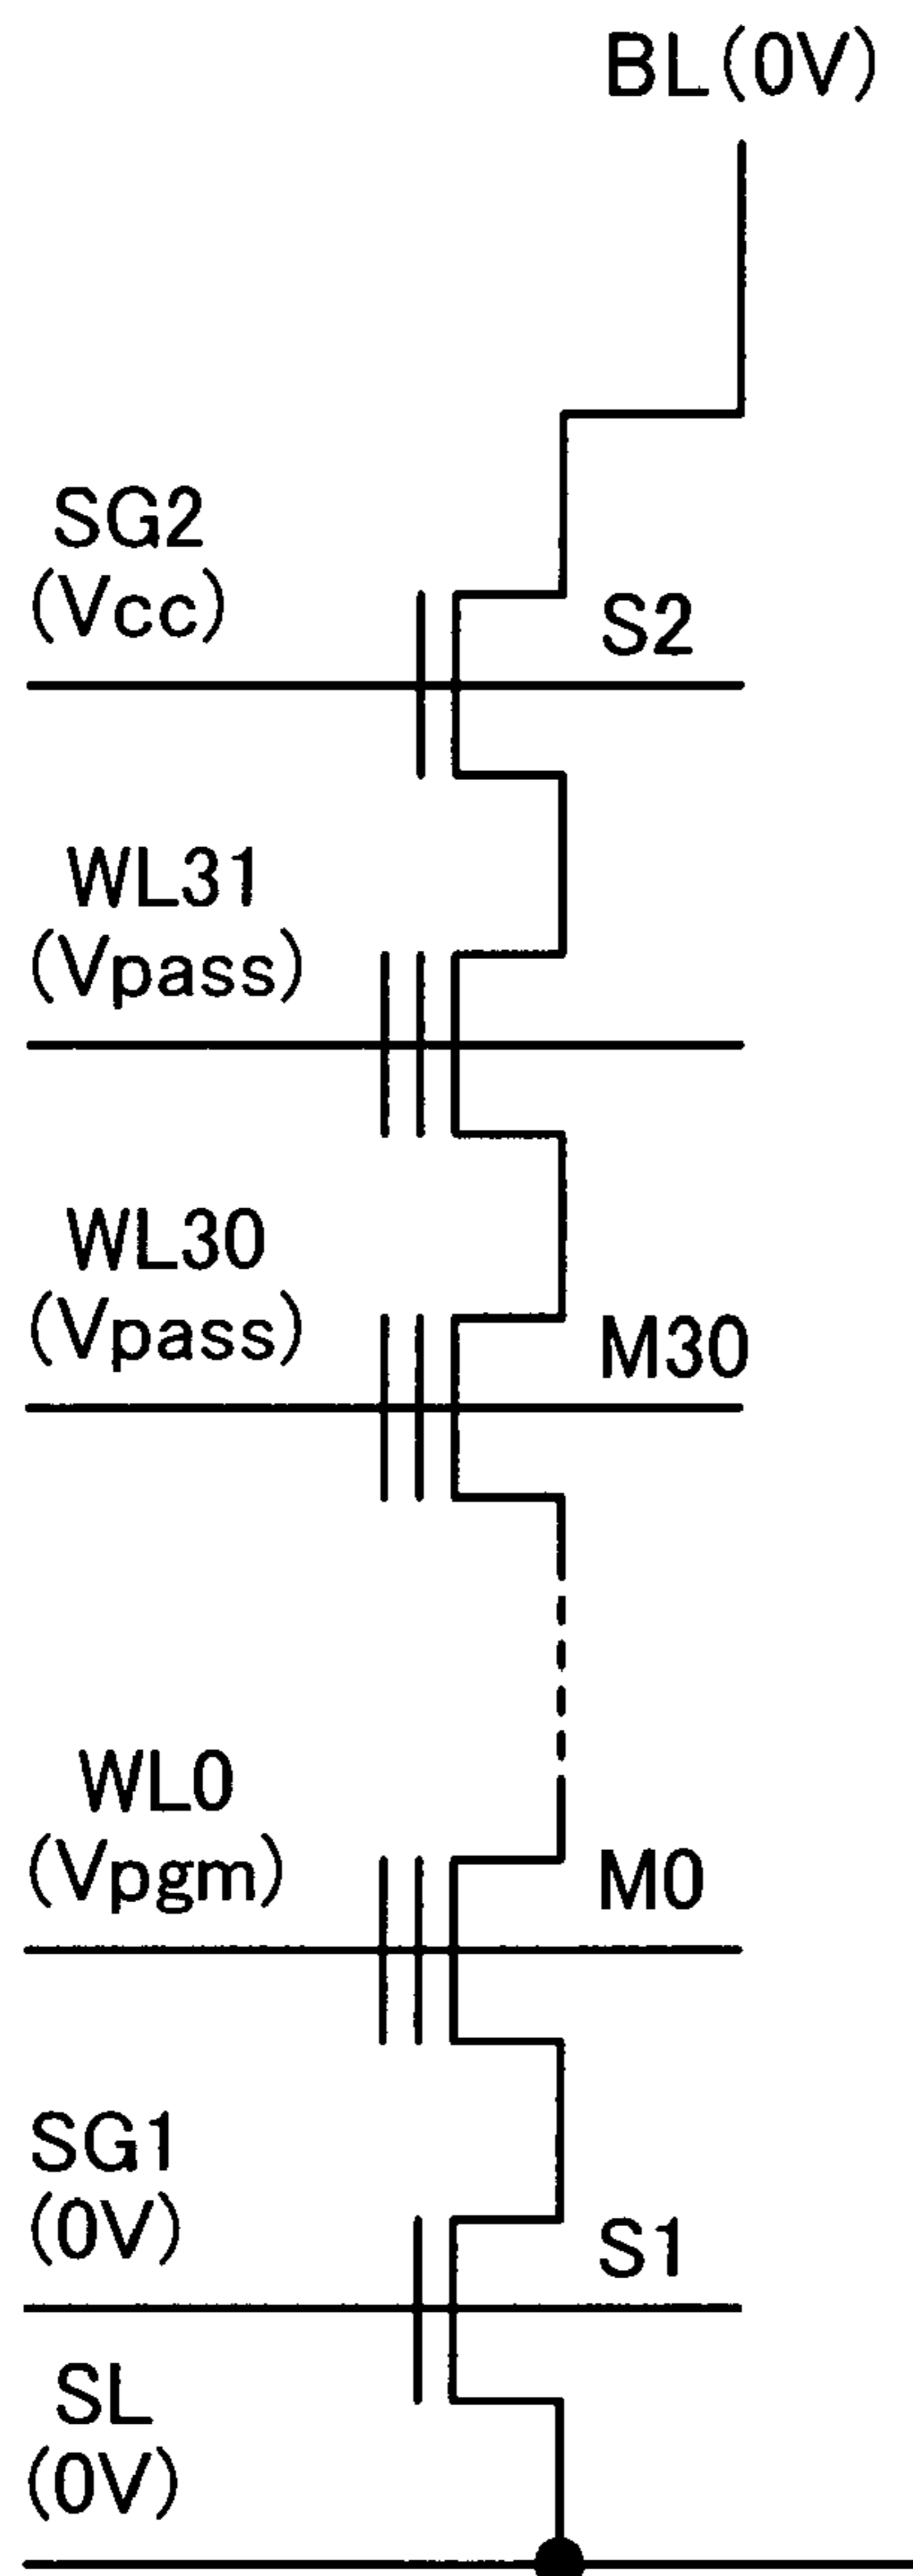 BL(0V)
SG2
(Vcc)
S2
WL31
(Vpass)
WL30
(Vpass)
M30
WL0
(Vpgm)
M0
SG1
(0V)
S1
SL
(0V)